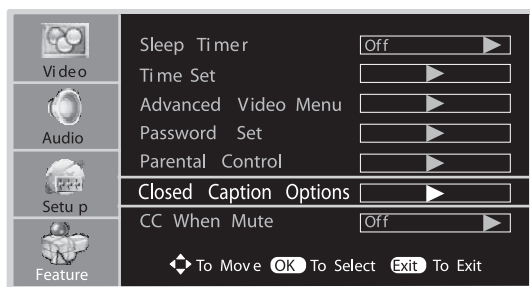 Video
Audio
Setup
Feature
Sleep Timer Off
Time Set
Advanced Video Menu
Password Set
Parental Control
Closed Caption Options
CC When Mute Off
To Move OK To Select Exit To Exit